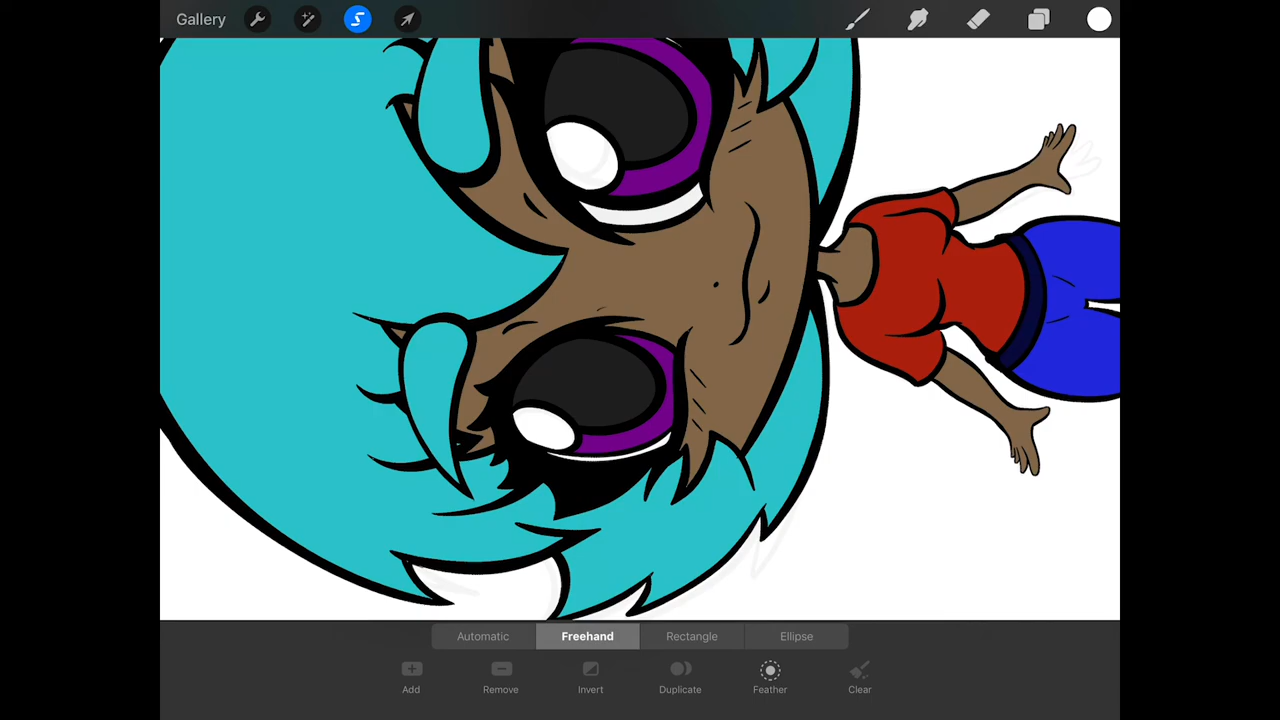 Gallery
Automatic Freehand Rectangle Ellipse
Add Remove Invert Duplicate Feather Clear